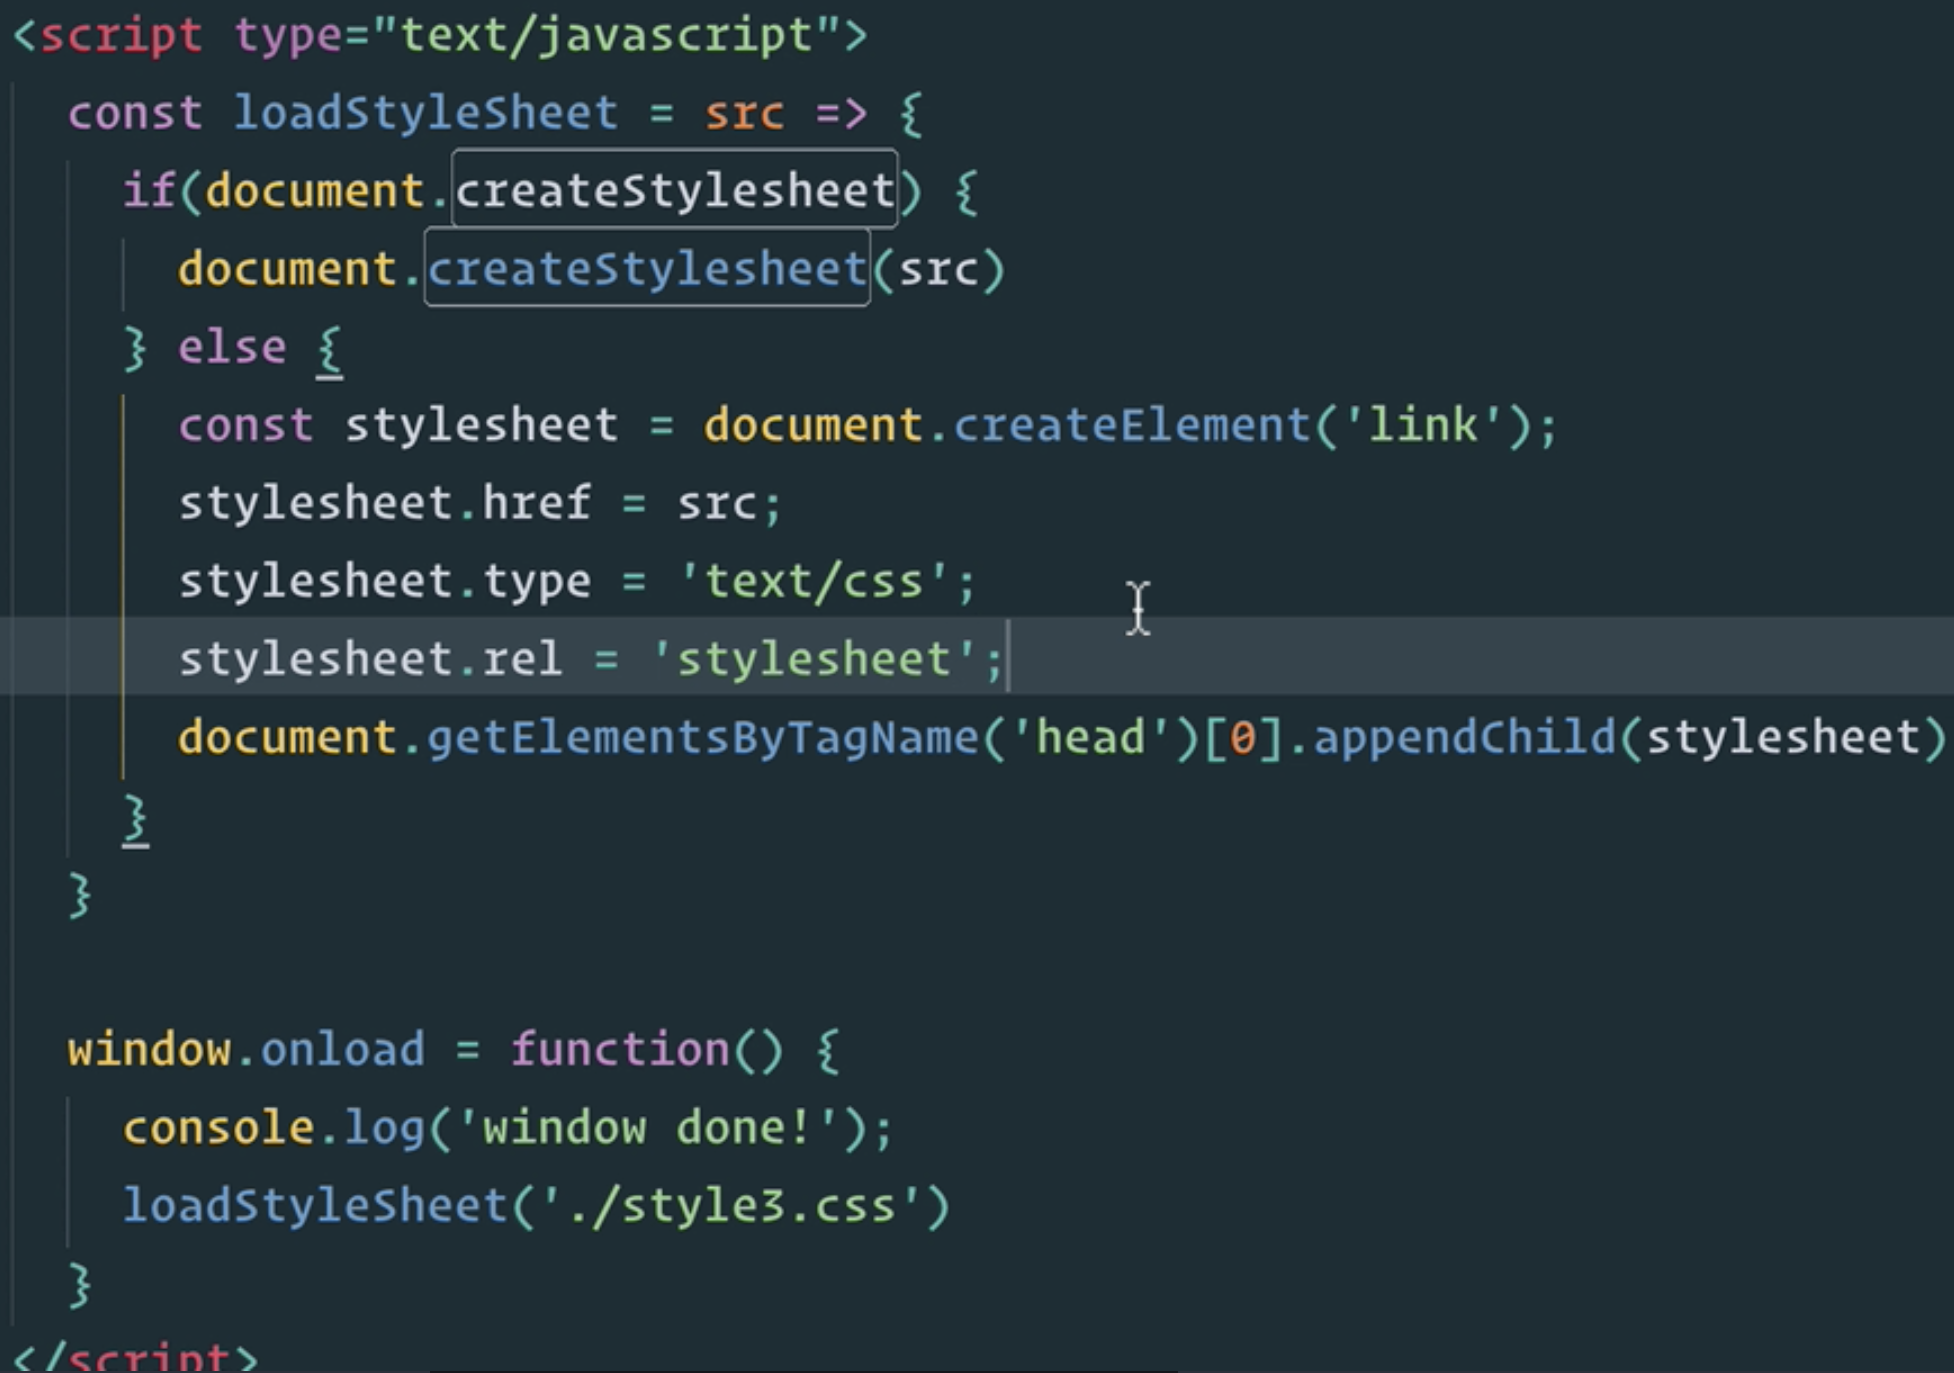 <script type="text/javascript">
const loadStyleSheet = src => {
if(document.createStylesheet) {
document.createStylesheet(src)
} else {
const stylesheet = document.createElement('link');
stylesheet.href = src;
stylesheet.type = 'text/css';
stylesheet.rel = 'stylesheet';
document.getElementsByTagName('head')[0].appendChild(stylesheet)
}
}
window.onload = function() {
console.log('window done!');
loadStyleSheet('./style3.css')
}
</script>